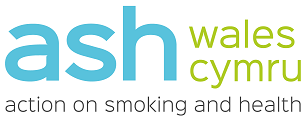 ash wales
cymru
action on smoking and health